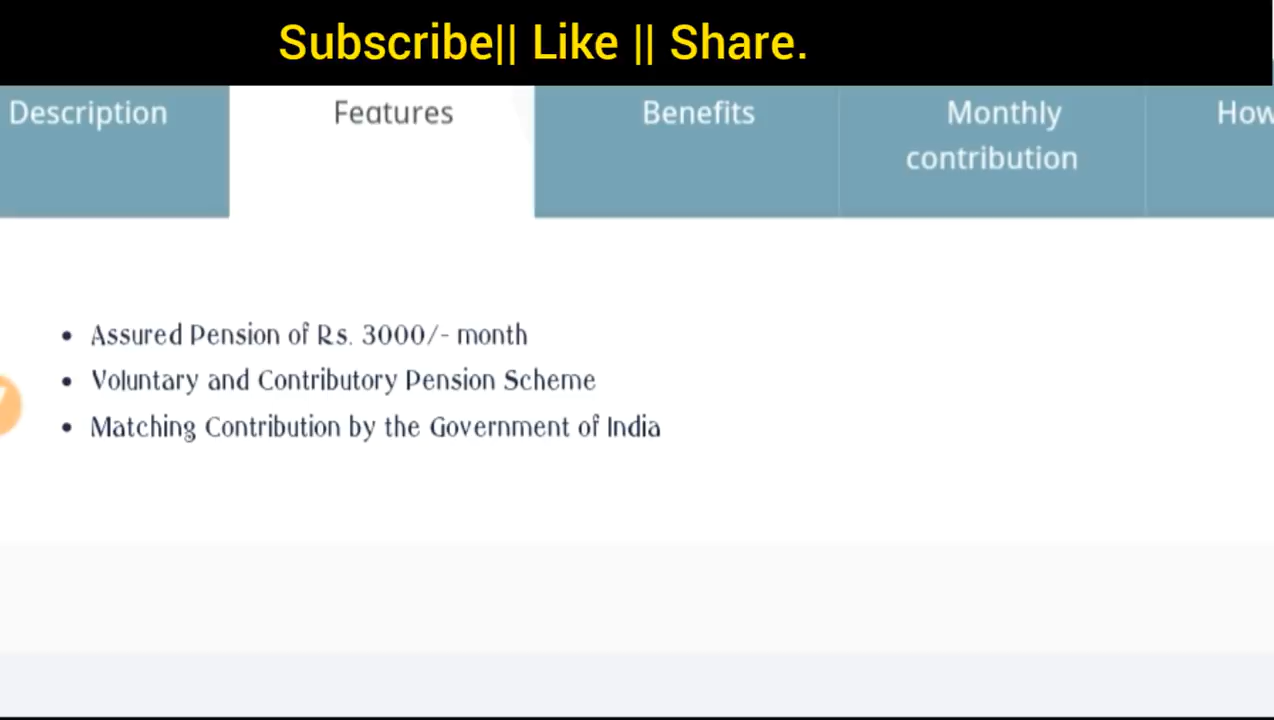 Subscribe|| Like || Share.
Description
Features
Benefits
Monthly
contribution
How
• Assured Pension of Rs. 3000/- month
• Voluntary and Contributory Pension Scheme
• Matching Contribution by the Government of India